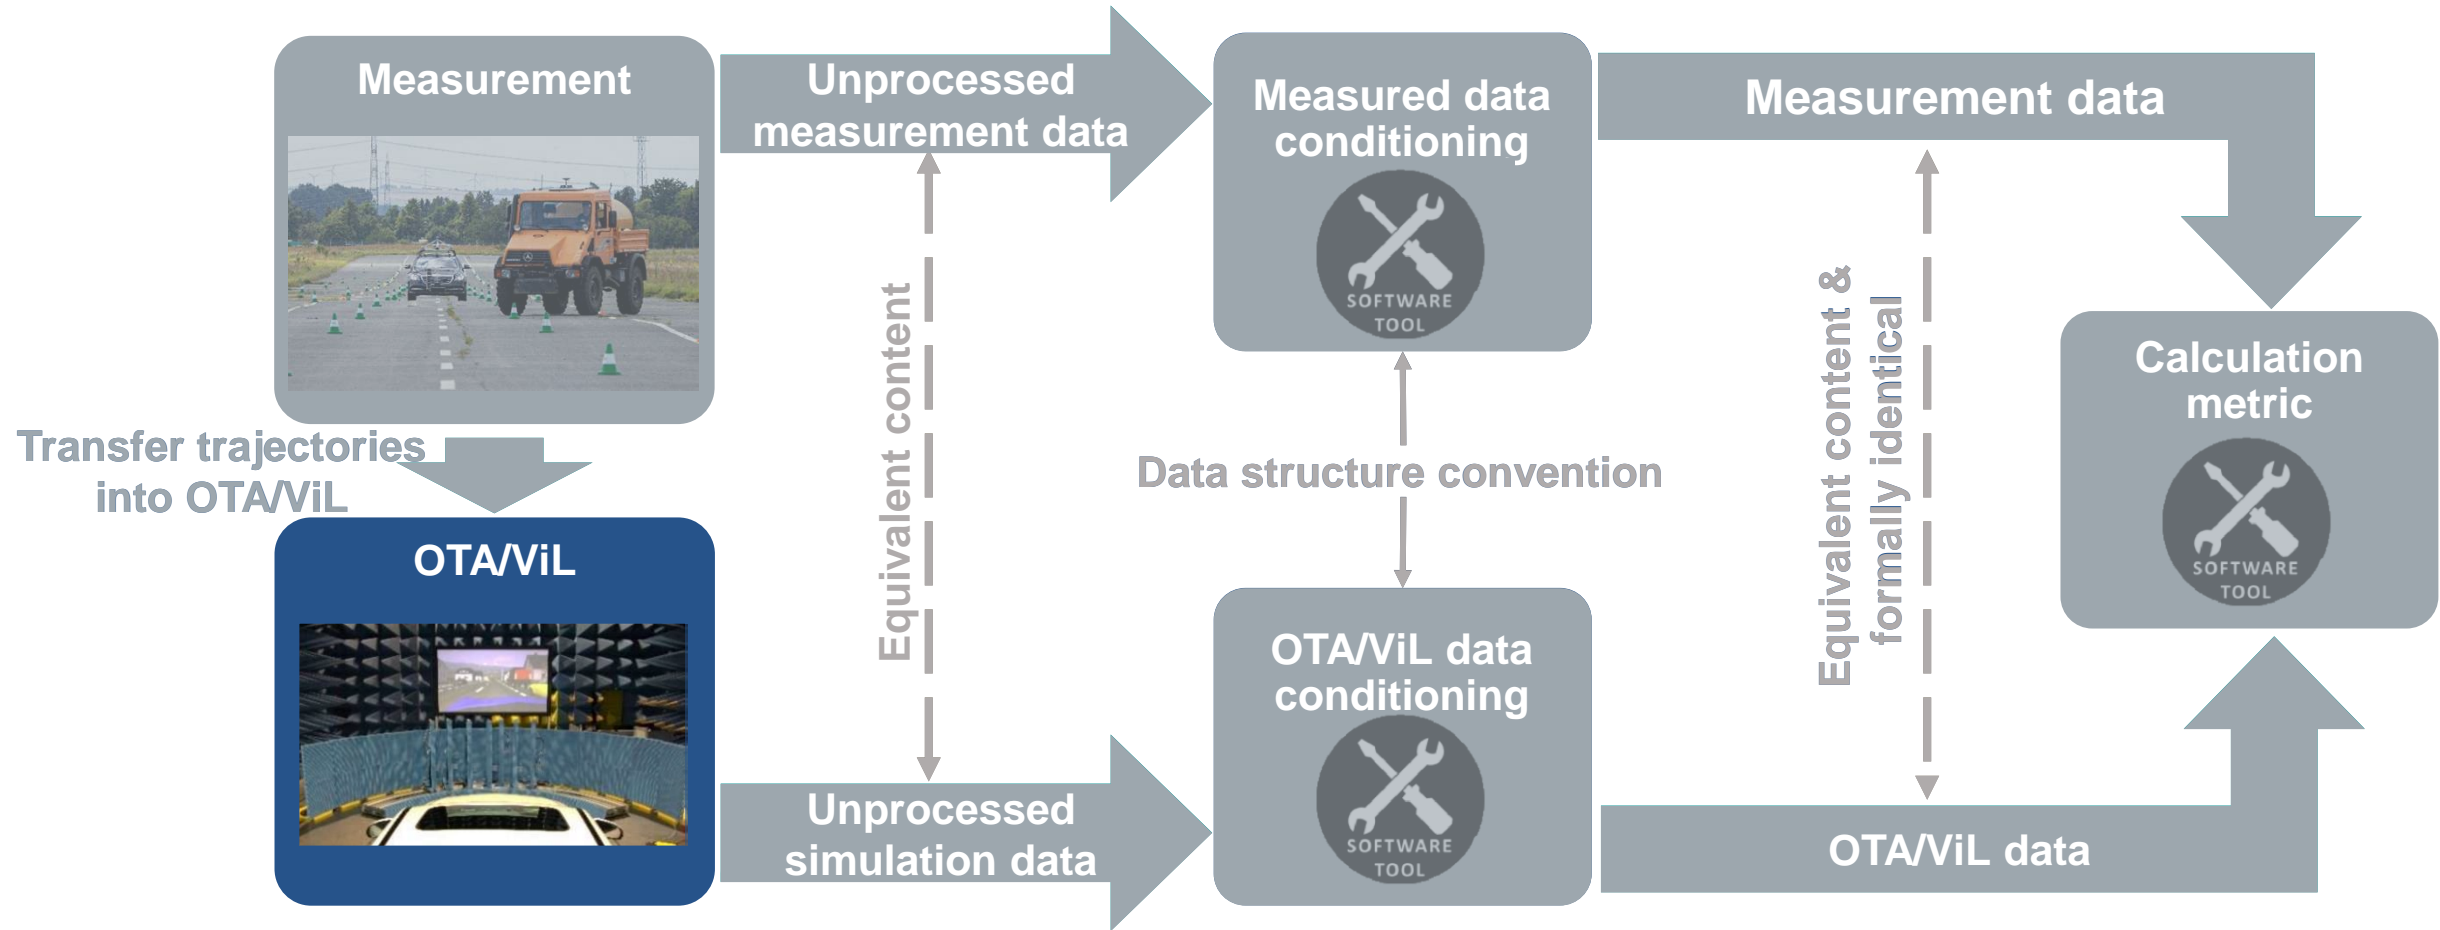 Measurement
Unprocessed
measurement data
Measured data
conditioning
SOFTWARE
TOOL
Measurement data
Transfer trajectories
into OTA/ViL
Equivalent content
Data structure convention
Equivalent content &
formally identical
Calculation
metric
SOFTWARE
TOOL
OTA/ViL
Unprocessed
simulation data
OTA/ViL data
conditioning
SOFTWARE
TOOL
OTA/ViL data